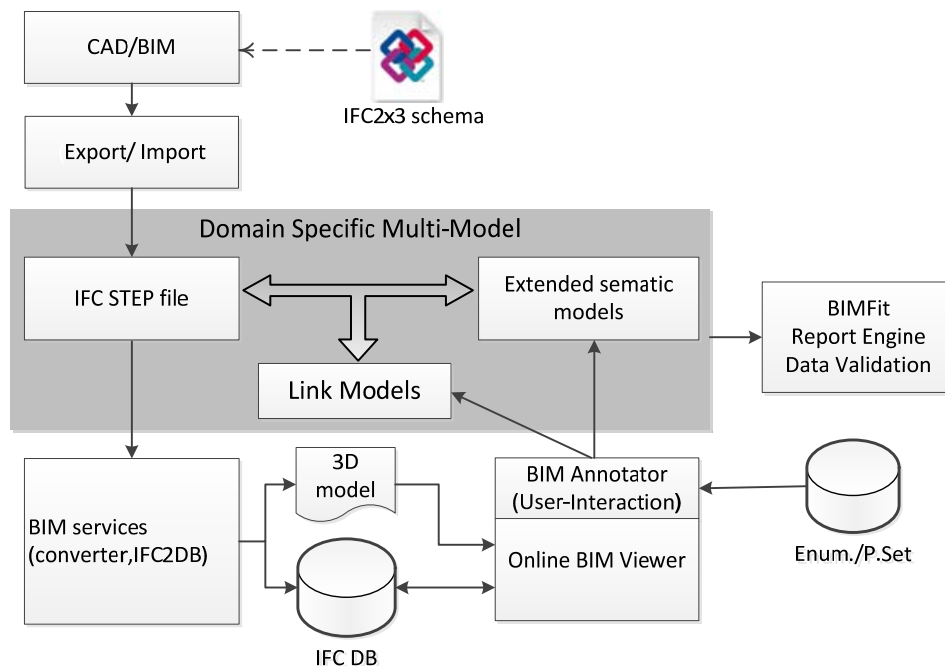 CAD/BIM
IFC2x3 schema
Export/ Import
Domain Specific Multi-Model
IFC STEP file
Extended sematic
models
Link Models
BIMFit
Report Engine
Data Validation
BIM services
(converter,IFC2DB)
3D
model
IFC DB
BIM Annotator
(User-Interaction)
Online BIM Viewer
Enum./P.Set